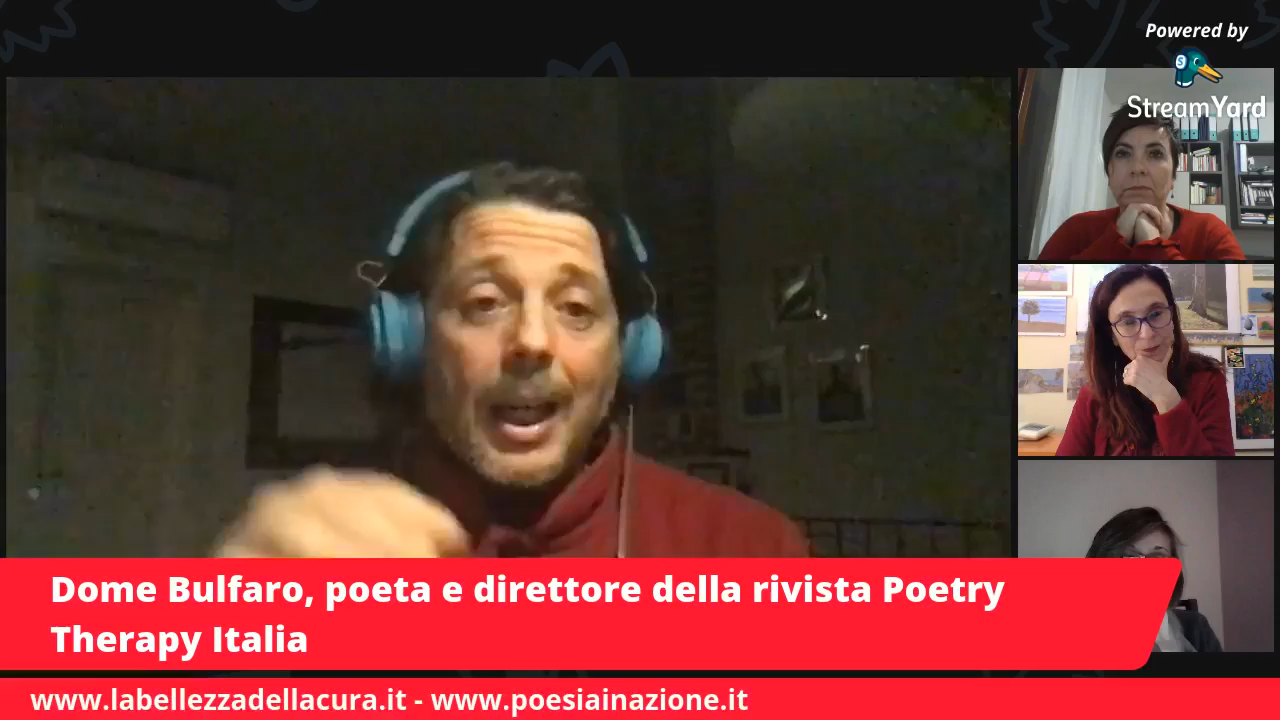 Powered by
StreamYard
Dome Bulfaro, poeta e direttore della rivista Poetry
Therapy Italia
www.labellezzadellacura.it - www.poesiainazione.it